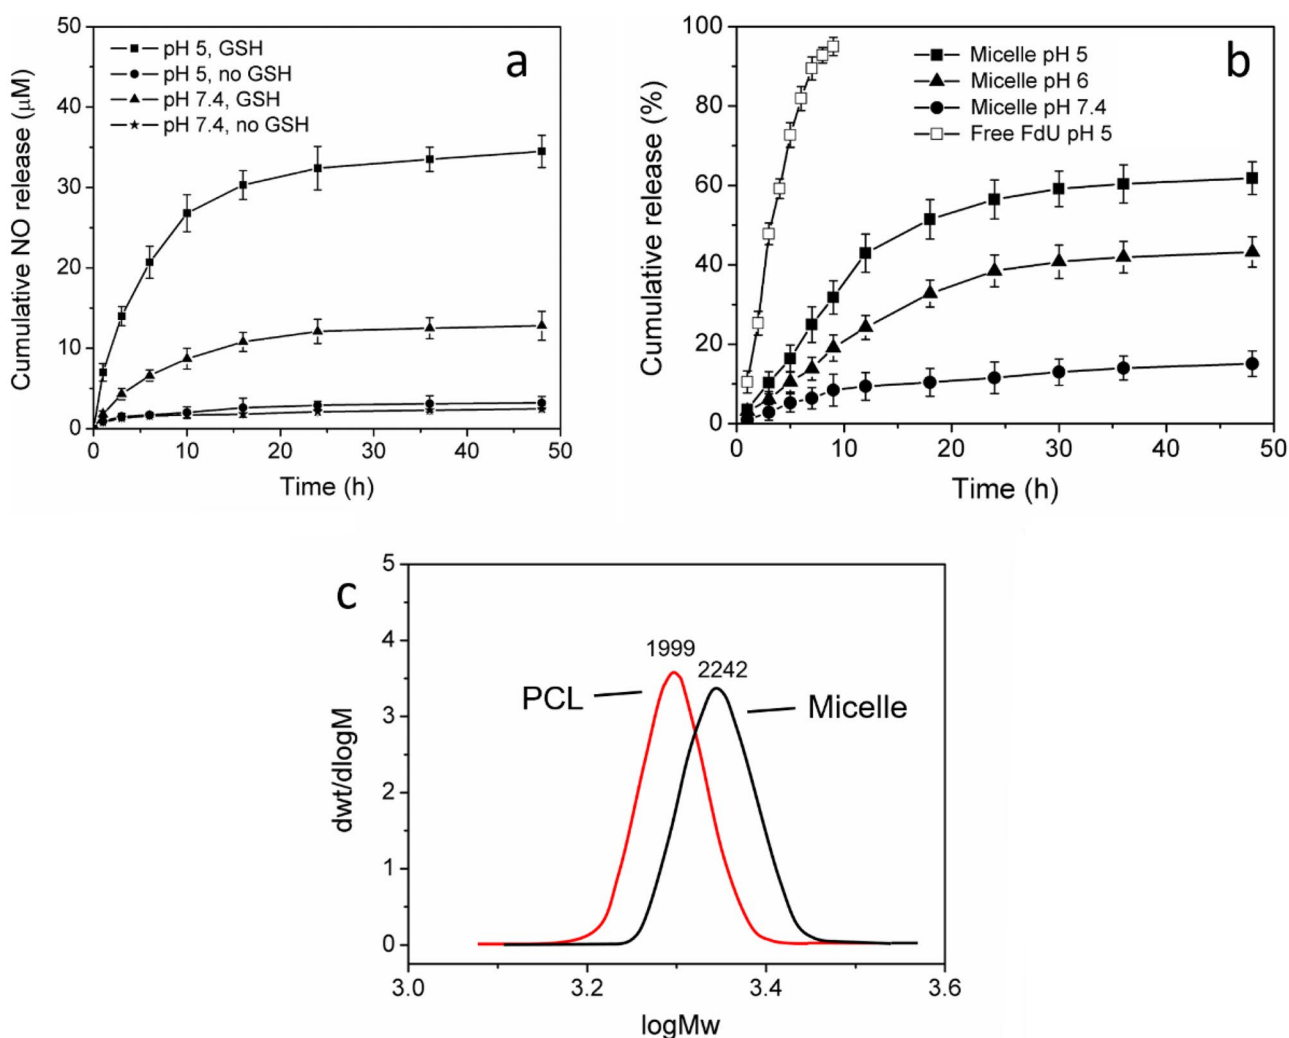 a
pH 5, GSH
pH 5, no GSH
pH 7.4, GSH
pH 7.4, no GSH
Cumulative NO release (μM)
50
40
30
20
10
0
0 10 20 30 40 50
Time (h)
b
Micelle pH 5
Micelle pH 6
Micelle pH 7.4
Free FdU pH 5
Cumulative release (%)
100
80
60
40
20
0
0 10 20 30 40 50
Time (h)
c
5
4
3
2
1
0
dwt/dlogM
1999
2242
PCL
Micelle
3.0 3.2 3.4 3.6
logMw